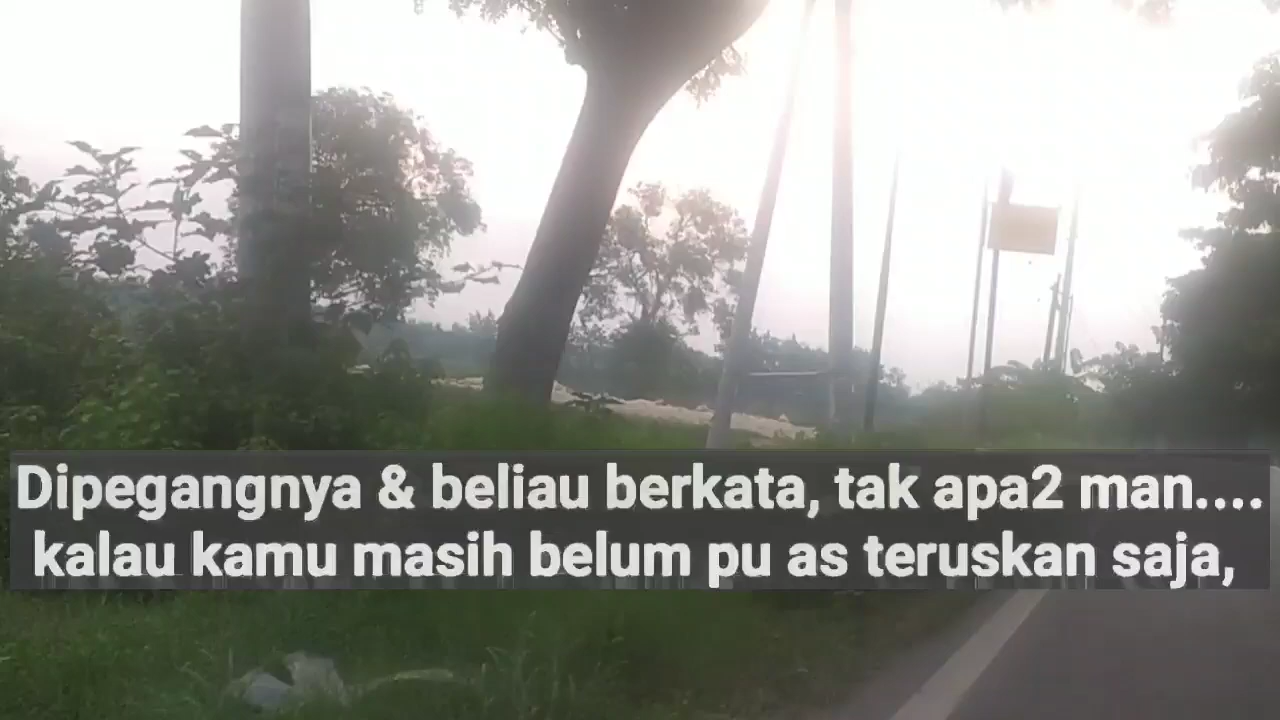 Dipegangnya & beliau berkata, tak apa2 man....
kalau kamu masih belum pu as teruskan saja,